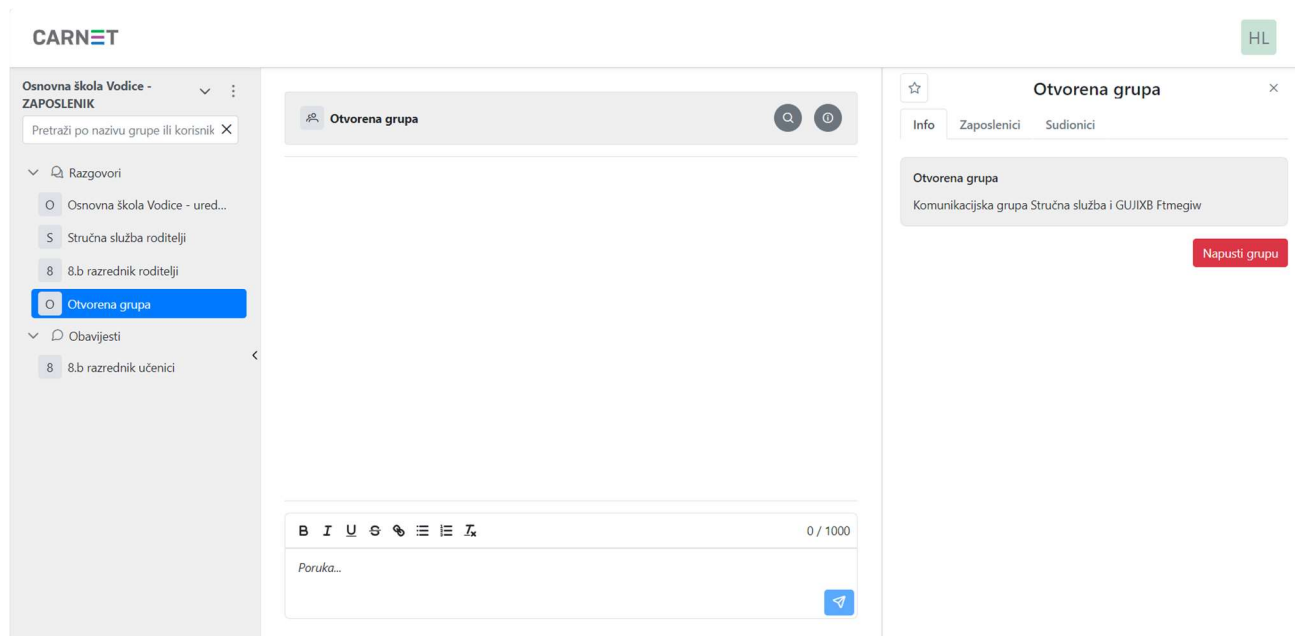 CARNET
HL
Osnovna škola Vodice -
ZAPOSLENIK
Pretraži po nazivu grupe ili korisnik
Razgovori
O Osnovna škola Vodice - ured...
S Stručna služba roditelji
8 8.b razrednik roditelji
O Otvorena grupa
Obavijesti
8 8.b razrednik učenici
Otvorena grupa
B I U S Tx 0 / 1000
Poruka...
Otvorena grupa
Info Zaposlenici Sudionici
Otvorena grupa
Komunikacijska grupa Stručna služba i GUJIXB Ftmegiw
Napusti grupu